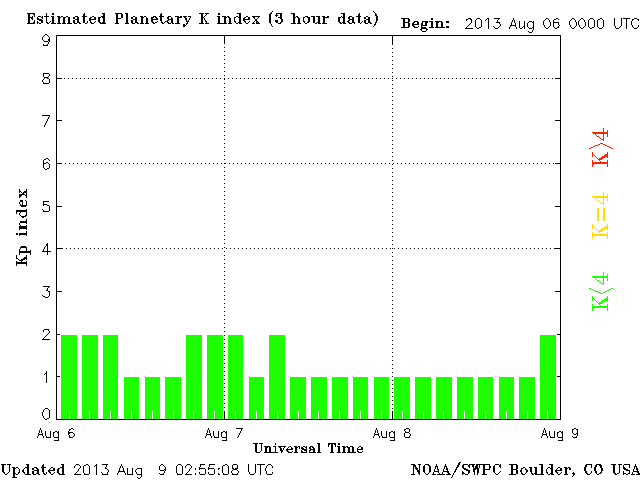 Estimated Planetary K index (3 hour data)
Begin: 2013 Aug 06 0000 UTC
9
8
7
6
5
4
3
2
1
0
Kp index
Aug 6
Aug 7
Aug 8
Aug 9
Universal Time
K>4
K=4
K<4
Updated 2013 Aug 9 02:55:08 UTC
NOAA/SWPC Boulder, CO USA